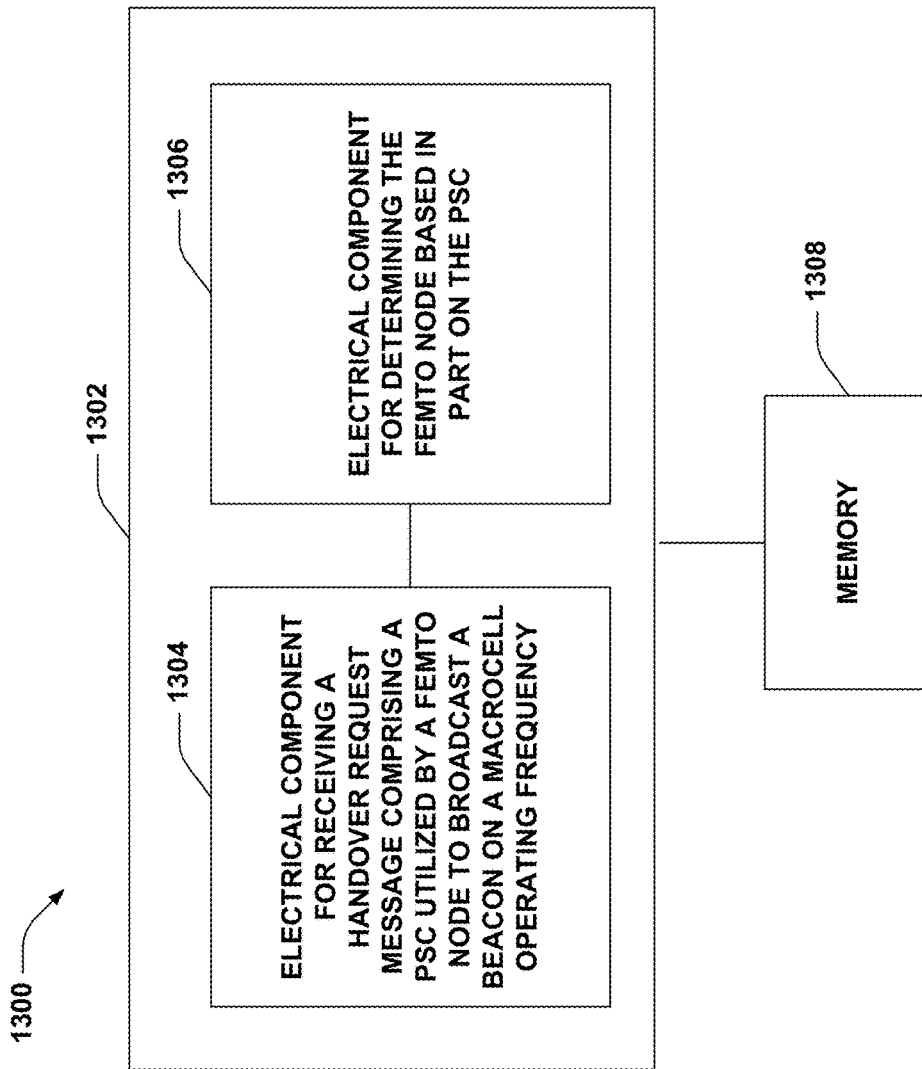 1300
1302
1304
ELECTRICAL COMPONENT
FOR RECEIVING A
HANDOVER REQUEST
MESSAGE COMPRISING A
PSC UTILIZED BY A FEMTO
NODE TO BROADCAST A
BEACON ON A MACROCELL
OPERATING FREQUENCY
1306
ELECTRICAL COMPONENT
FOR DETERMINING THE
FEMTO NODE BASED IN
PART ON THE PSC
1308
MEMORY